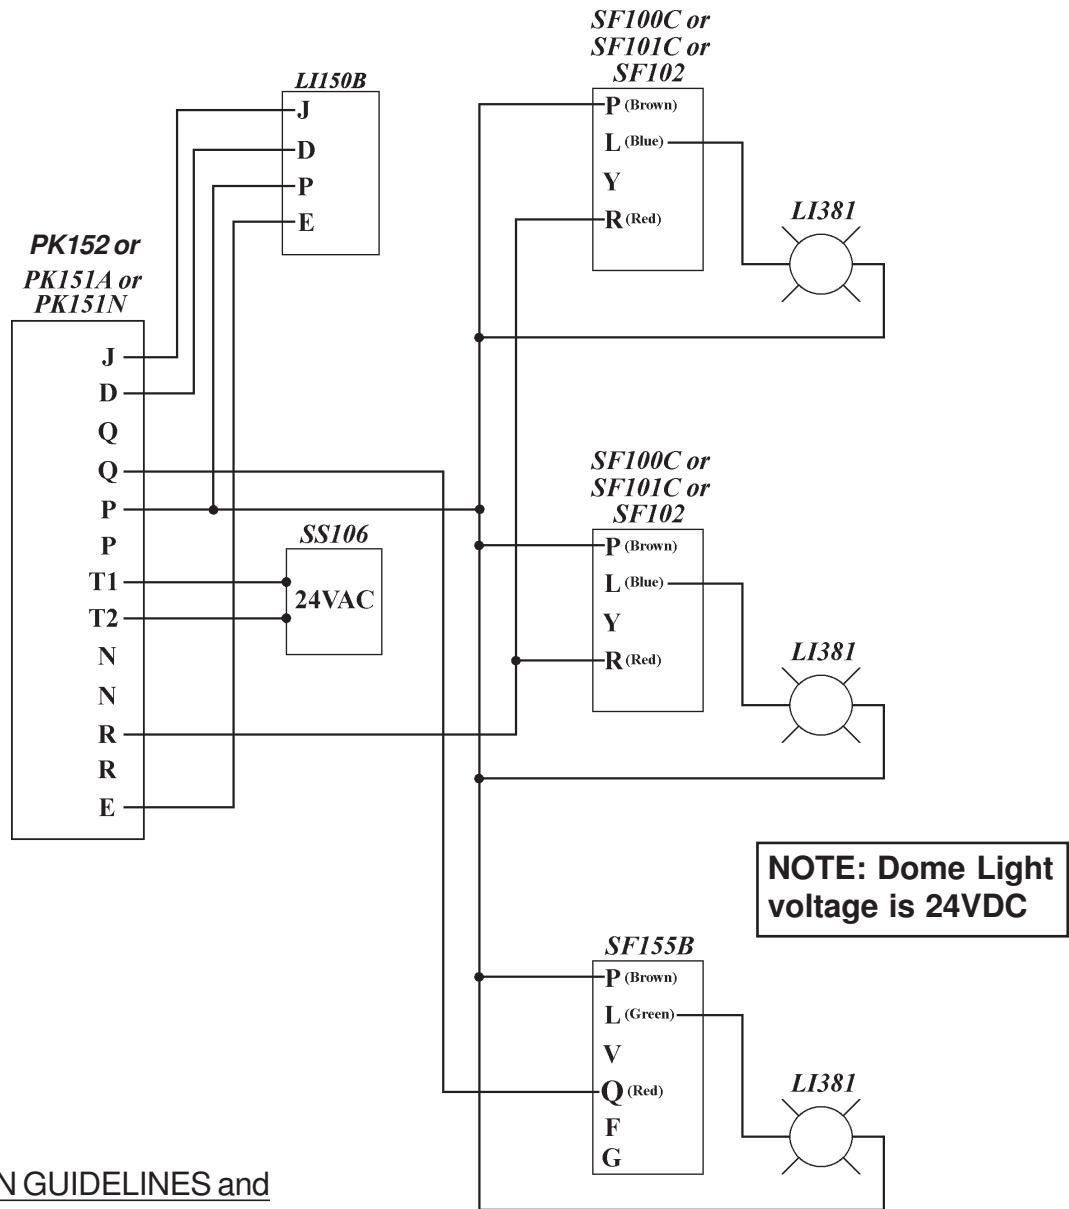 SF100C or
SF101C or
SF102
P (Brown)
L (Blue)
Y
R (Red)
LI381
LI150B
J
D
P
E
PK152 or
PK151A or
PK151N
J
D
Q
Q
P
P
T1
T2
N
N
R
R
E
SS106
24VAC
SF100C or
SF101C or
SF102
P (Brown)
L (Blue)
Y
R (Red)
LI381
NOTE: Dome Light
voltage is 24VDC
SF155B
P (Brown)
L (Green)
V
Q (Red)
F
G
LI381
N GUIDELINES and